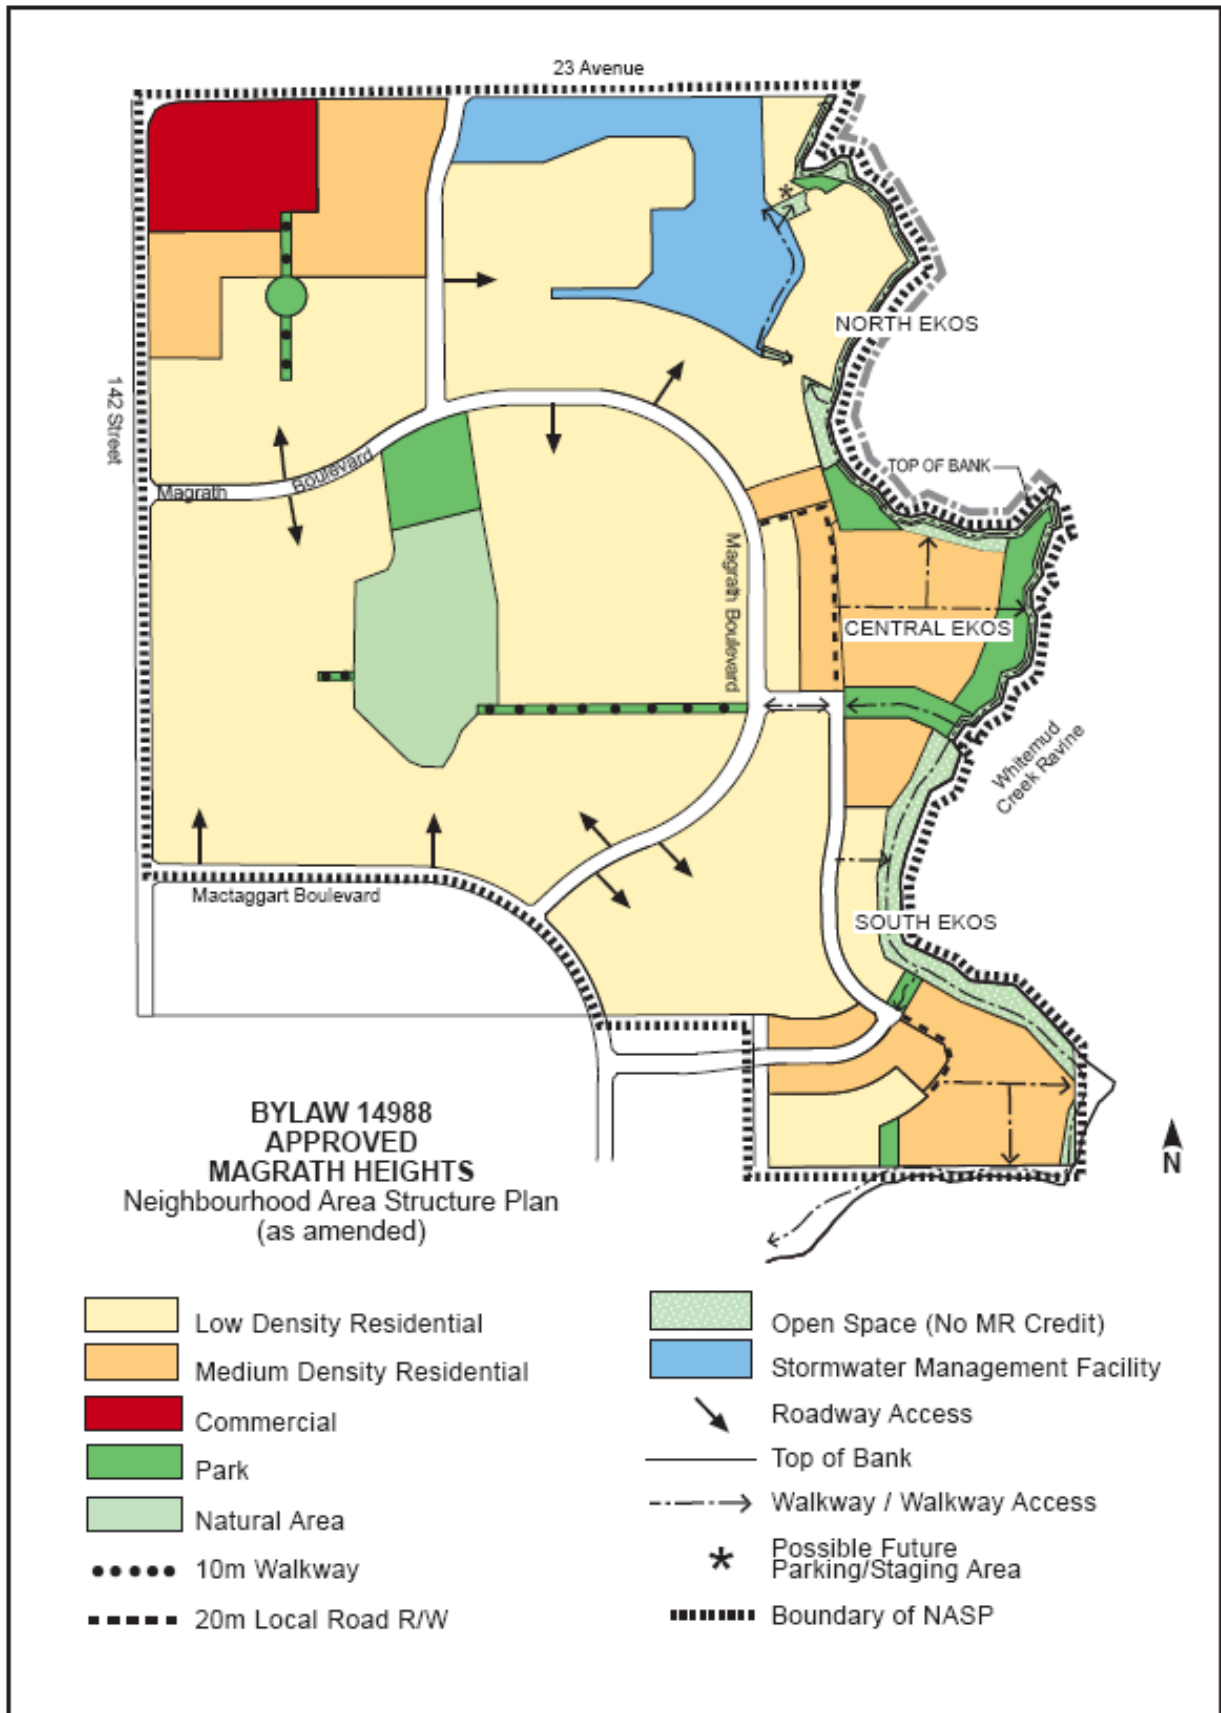 23 Avenue
NORTH EKOS
142 Street
TOP OF BANK
Magrath Boulevard
Magrath Boulevard
CENTRAL EKOS
Whitemud
Creek Ravine
Mactaggart Boulevard
SOUTH EKOS
BYLAW 14988
APPROVED
MAGRATH HEIGHTS
Neighbourhood Area Structure Plan
(as amended)
N
Low Density Residential
Medium Density Residential
Commercial
Park
Natural Area
10m Walkway
20m Local Road R/W
Open Space (No MR Credit)
Stormwater Management Facility
Roadway Access
Top of Bank
Walkway / Walkway Access
Possible Future
Parking/Staging Area
Boundary of NASP